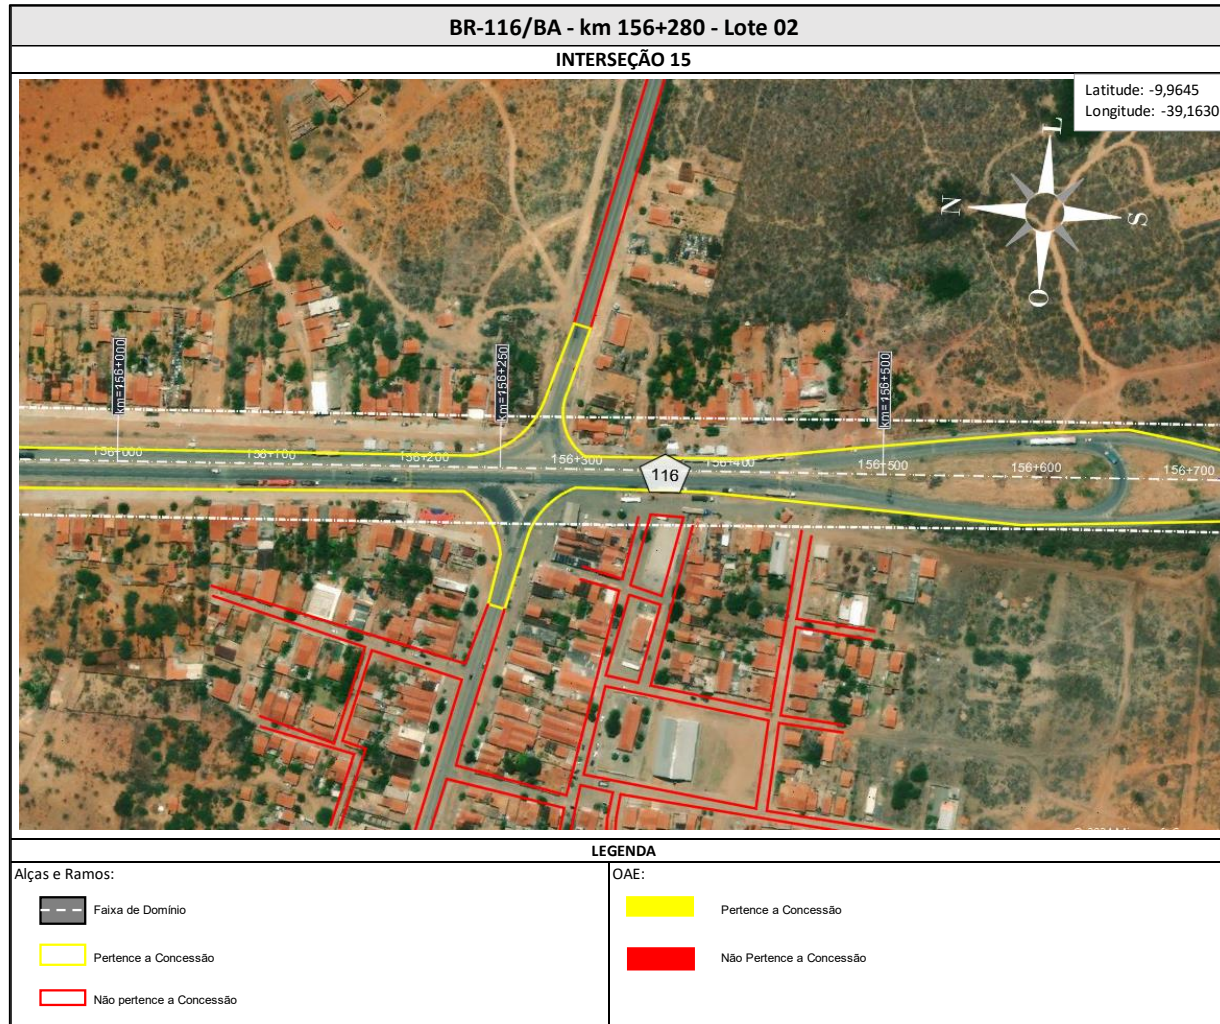 BR-116/BA - km 156+280 - Lote 02
INTERSEÇÃO 15
Latitude: -9,9645
Longitude: -39,1630
L
N
S
O
km=156+000
km=156+250
km=156+500
156+000
156+100
156+200
156+300
156+400
156+500
156+600
156+700
116
LEGENDA
Alças e Ramos:
Faixa de Domínio
Pertence a Concessão
Não pertence a Concessão
OAE:
Pertence a Concessão
Não Pertence a Concessão